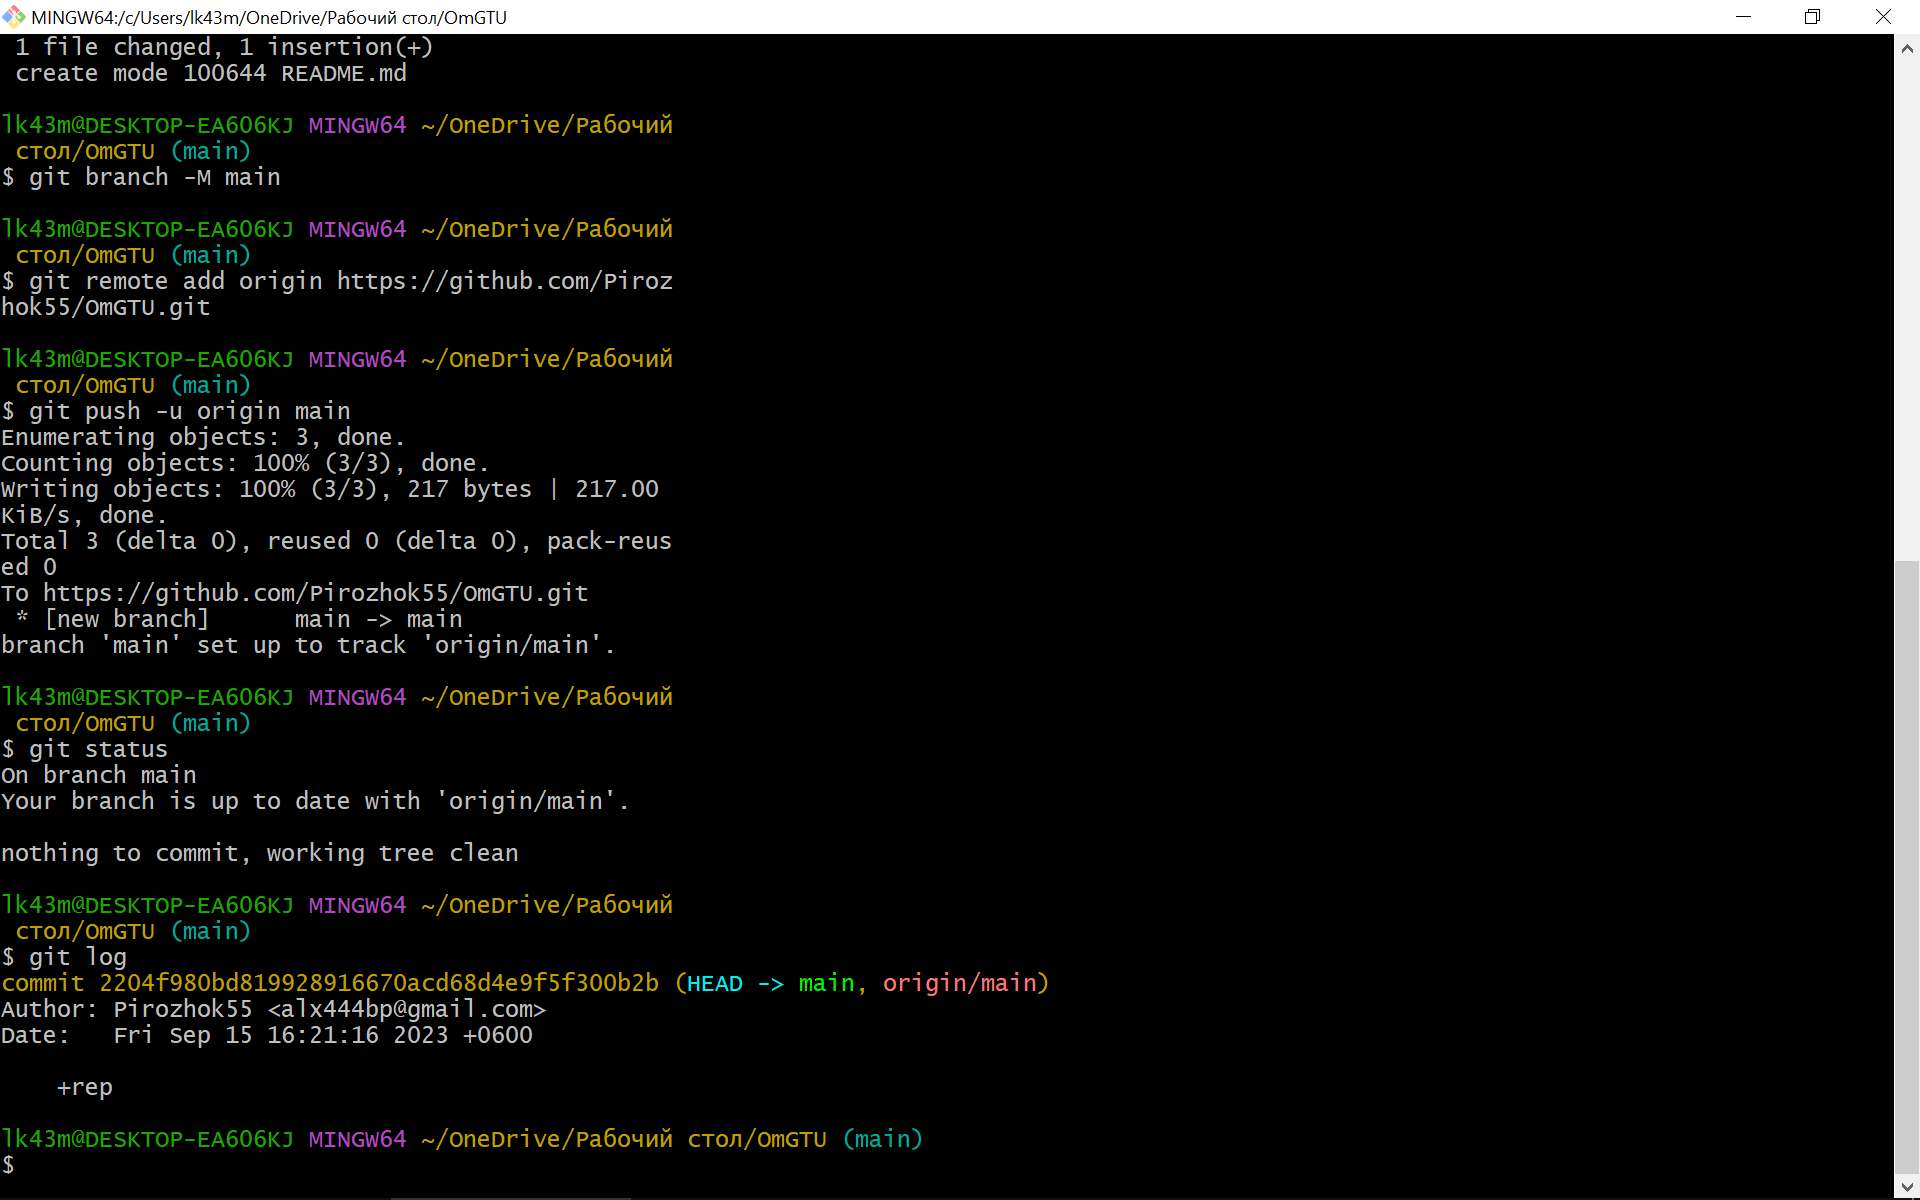 MINGW64:/c/Users/lk43m/OneDrive/Рабочий стол/OmGTU
1 file changed, 1 insertion(+)
create mode 100644 README.md
lk43m@DESKTOP-EA606KJ MINGW64 ~/OneDrive/Рабочий
стол/OmGTU (main)
$ git branch -M main
lk43m@DESKTOP-EA606KJ MINGW64 ~/OneDrive/Рабочий
стол/OmGTU (main)
$ git remote add origin https://github.com/Piroz
hok55/OmGTU.git
lk43m@DESKTOP-EA606KJ MINGW64 ~/OneDrive/Рабочий
стол/OmGTU (main)
$ git push -u origin main
Enumerating objects: 3, done.
Counting objects: 100% (3/3), done.
Writing objects: 100% (3/3), 217 bytes | 217.00
KiB/s, done.
Total 3 (delta 0), reused 0 (delta 0), pack-reus
ed 0
To https://github.com/Pirozhok55/OmGTU.git
* [new branch]      main -> main
branch 'main' set up to track 'origin/main'.
lk43m@DESKTOP-EA606KJ MINGW64 ~/OneDrive/Рабочий
стол/OmGTU (main)
$ git status
On branch main
Your branch is up to date with 'origin/main'.
nothing to commit, working tree clean
lk43m@DESKTOP-EA606KJ MINGW64 ~/OneDrive/Рабочий
стол/OmGTU (main)
$ git log
commit 2204f980bd819928916670acd68d4e9f5f300b2b (HEAD -> main, origin/main)
Author: Pirozhok55 <alx444bp@gmail.com>
Date:   Fri Sep 15 16:21:16 2023 +0600
+rep
lk43m@DESKTOP-EA606KJ MINGW64 ~/OneDrive/Рабочий стол/OmGTU (main)
$